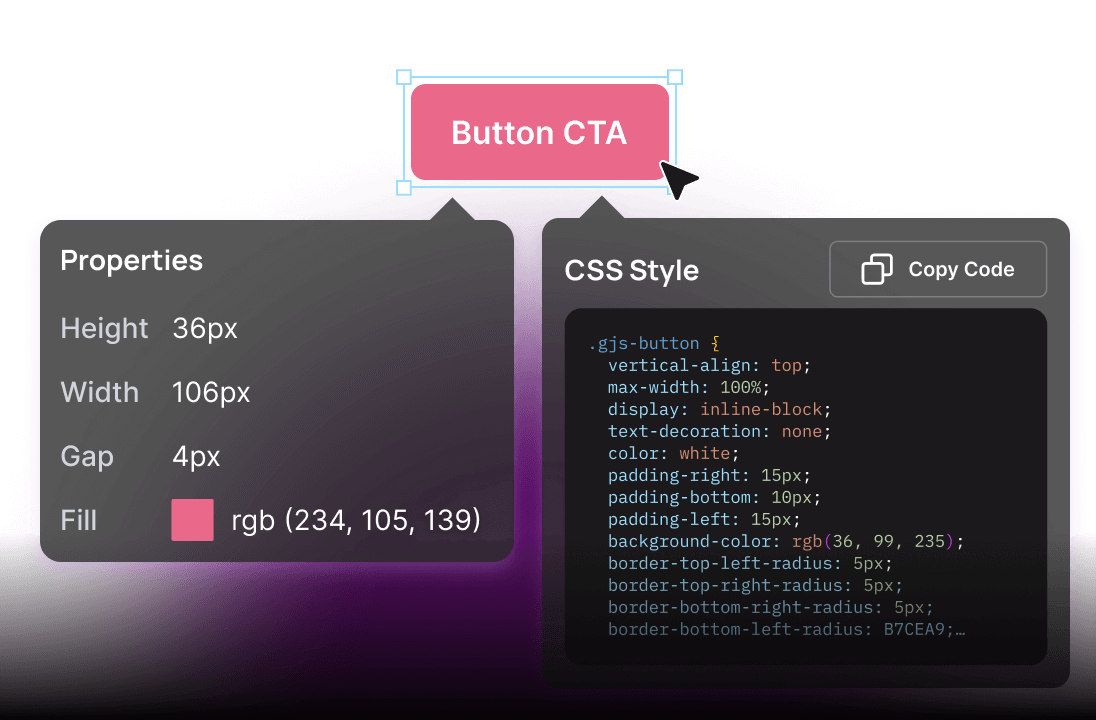 Button CTA
Properties
Height 36px
Width 106px
Gap 4px
Fill rgb (234, 105, 139)
CSS Style
Copy Code
.gjs-button {
vertical-align: top;
max-width: 100%;
display: inline-block;
text-decoration: none;
color: white;
padding-right: 15px;
padding-bottom: 10px;
padding-left: 15px;
background-color: rgb(36, 99, 235);
border-top-left-radius: 5px;
border-top-right-radius: 5px;
border-bottom-right-radius: 5px;
border-bottom-left-radius: B7CEA9;…